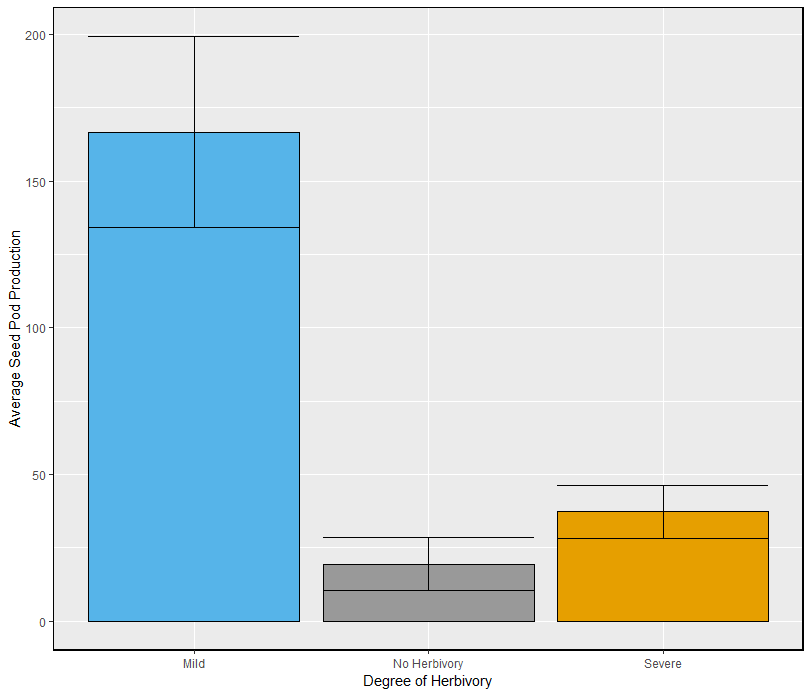 200
150
100
50
0
Average Seed Pod Production
Mild
No Herbivory
Severe
Degree of Herbivory